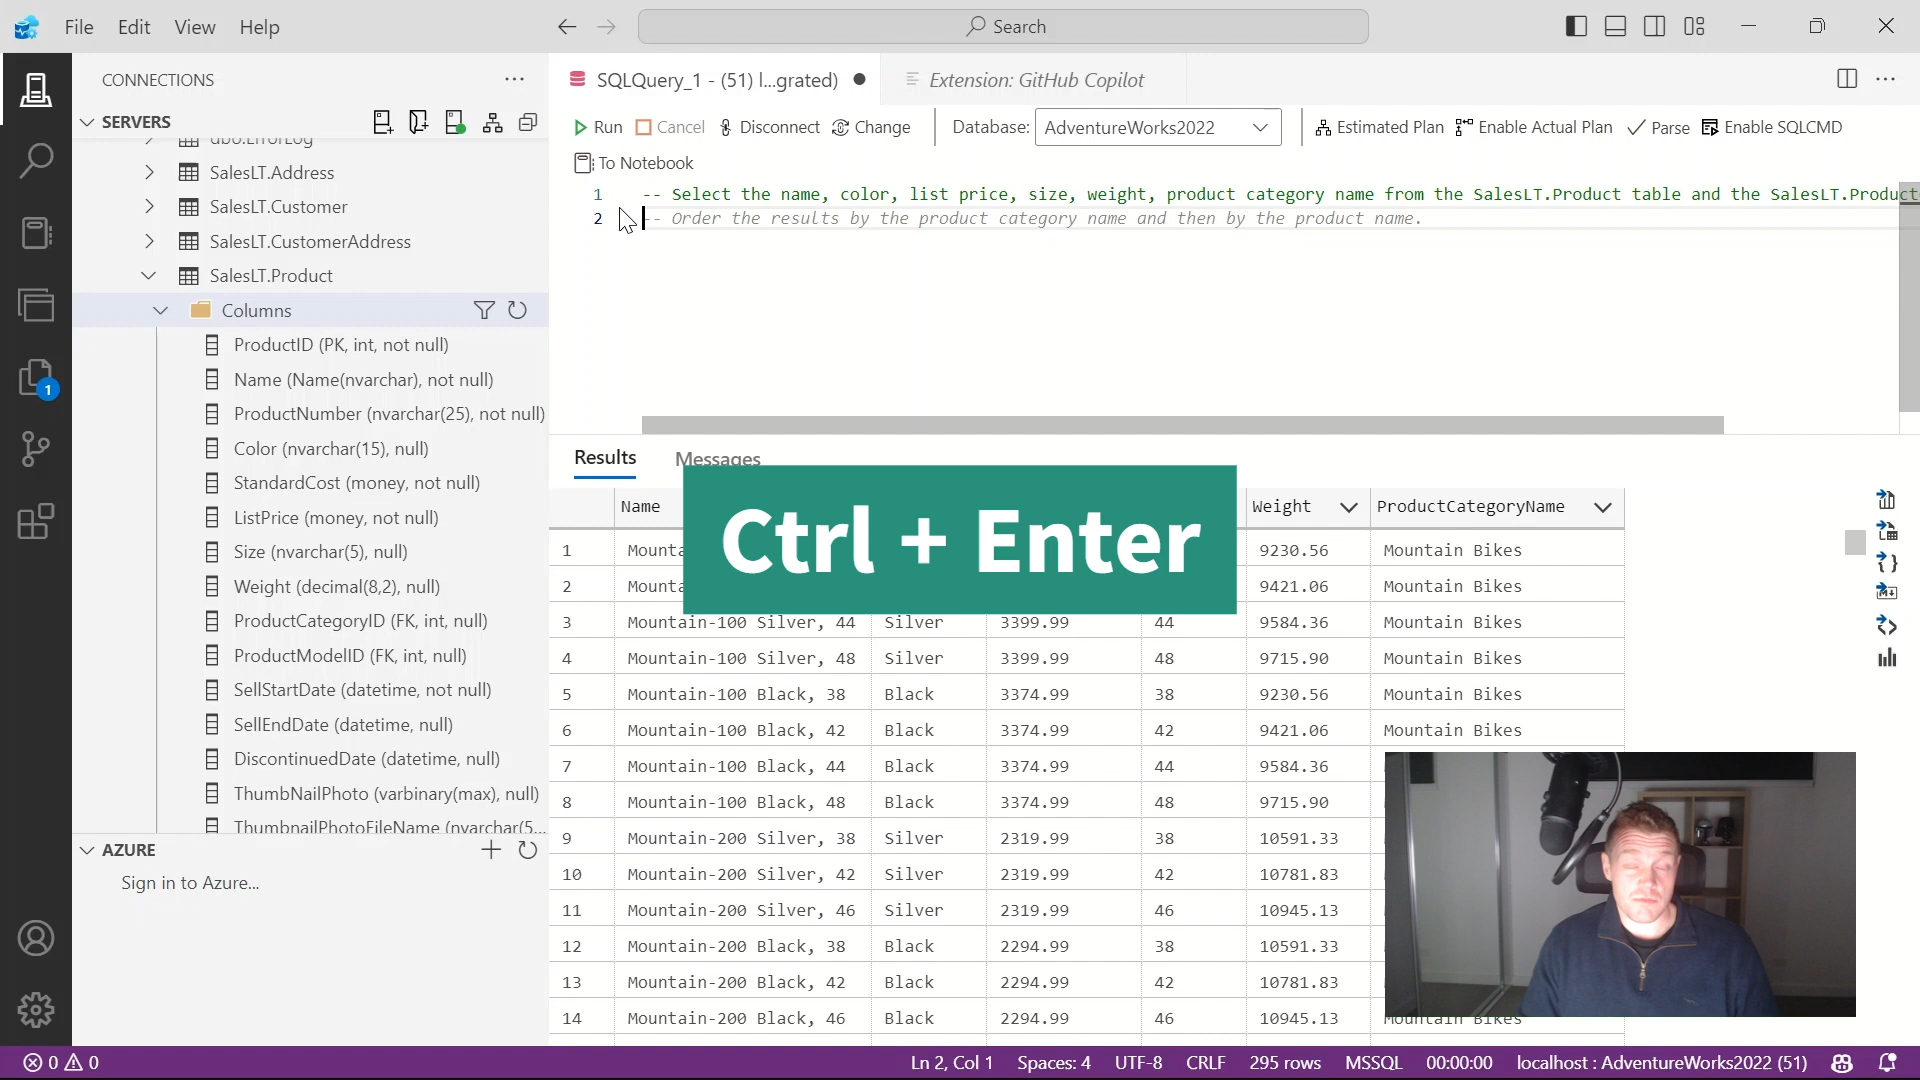 File Edit View Help
Search
CONNECTIONS
SERVERS
dbo.ErrorLog
SalesLT.Address
SalesLT.Customer
SalesLT.CustomerAddress
SalesLT.Product
Columns
ProductID (PK, int, not null)
Name (Name(nvarchar), not null)
ProductNumber (nvarchar(25), not null)
Color (nvarchar(15), null)
StandardCost (money, not null)
ListPrice (money, not null)
Size (nvarchar(5), null)
Weight (decimal(8,2), null)
ProductCategoryID (FK, int, null)
ProductModelID (FK, int, null)
SellStartDate (datetime, not null)
SellEndDate (datetime, null)
DiscontinuedDate (datetime, null)
ThumbNailPhoto (varbinary(max), null)
ThumbnailPhotoFileName (nvarchar(5...
1
AZURE
Sign in to Azure...
SQLQuery_1 - (51) l...grated) Extension: GitHub Copilot
Run Cancel Disconnect Change Database: AdventureWorks2022 Estimated Plan Enable Actual Plan Parse Enable SQLCMD
To Notebook
1 -- Select the name, color, list price, size, weight, product category name from the SalesLT.Product table and the SalesLT.Product
2 -- Order the results by the product category name and then by the product name.
Results Messages
Ctrl + Enter
Name Weight ProductCategoryName
1 Mounta 9230.56 Mountain Bikes
2 Mounta 9421.06 Mountain Bikes
3 Mountain-100 Silver, 44 Silver 3399.99 44 9584.36 Mountain Bikes
4 Mountain-100 Silver, 48 Silver 3399.99 48 9715.90 Mountain Bikes
5 Mountain-100 Black, 38 Black 3374.99 38 9230.56 Mountain Bikes
6 Mountain-100 Black, 42 Black 3374.99 42 9421.06 Mountain Bikes
7 Mountain-100 Black, 44 Black 3374.99 44 9584.36
8 Mountain-100 Black, 48 Black 3374.99 48 9715.90
9 Mountain-200 Silver, 38 Silver 2319.99 38 10591.33
10 Mountain-200 Silver, 42 Silver 2319.99 42 10781.83
11 Mountain-200 Silver, 46 Silver 2319.99 46 10945.13
12 Mountain-200 Black, 38 Black 2294.99 38 10591.33
13 Mountain-200 Black, 42 Black 2294.99 42 10781.83
14 Mountain-200 Black, 46 Black 2294.99 46 10945.13 Mountain Bikes
0 0 Ln 2, Col 1 Spaces: 4 UTF-8 CRLF 295 rows MSSQL 00:00:00 localhost : AdventureWorks2022 (51)